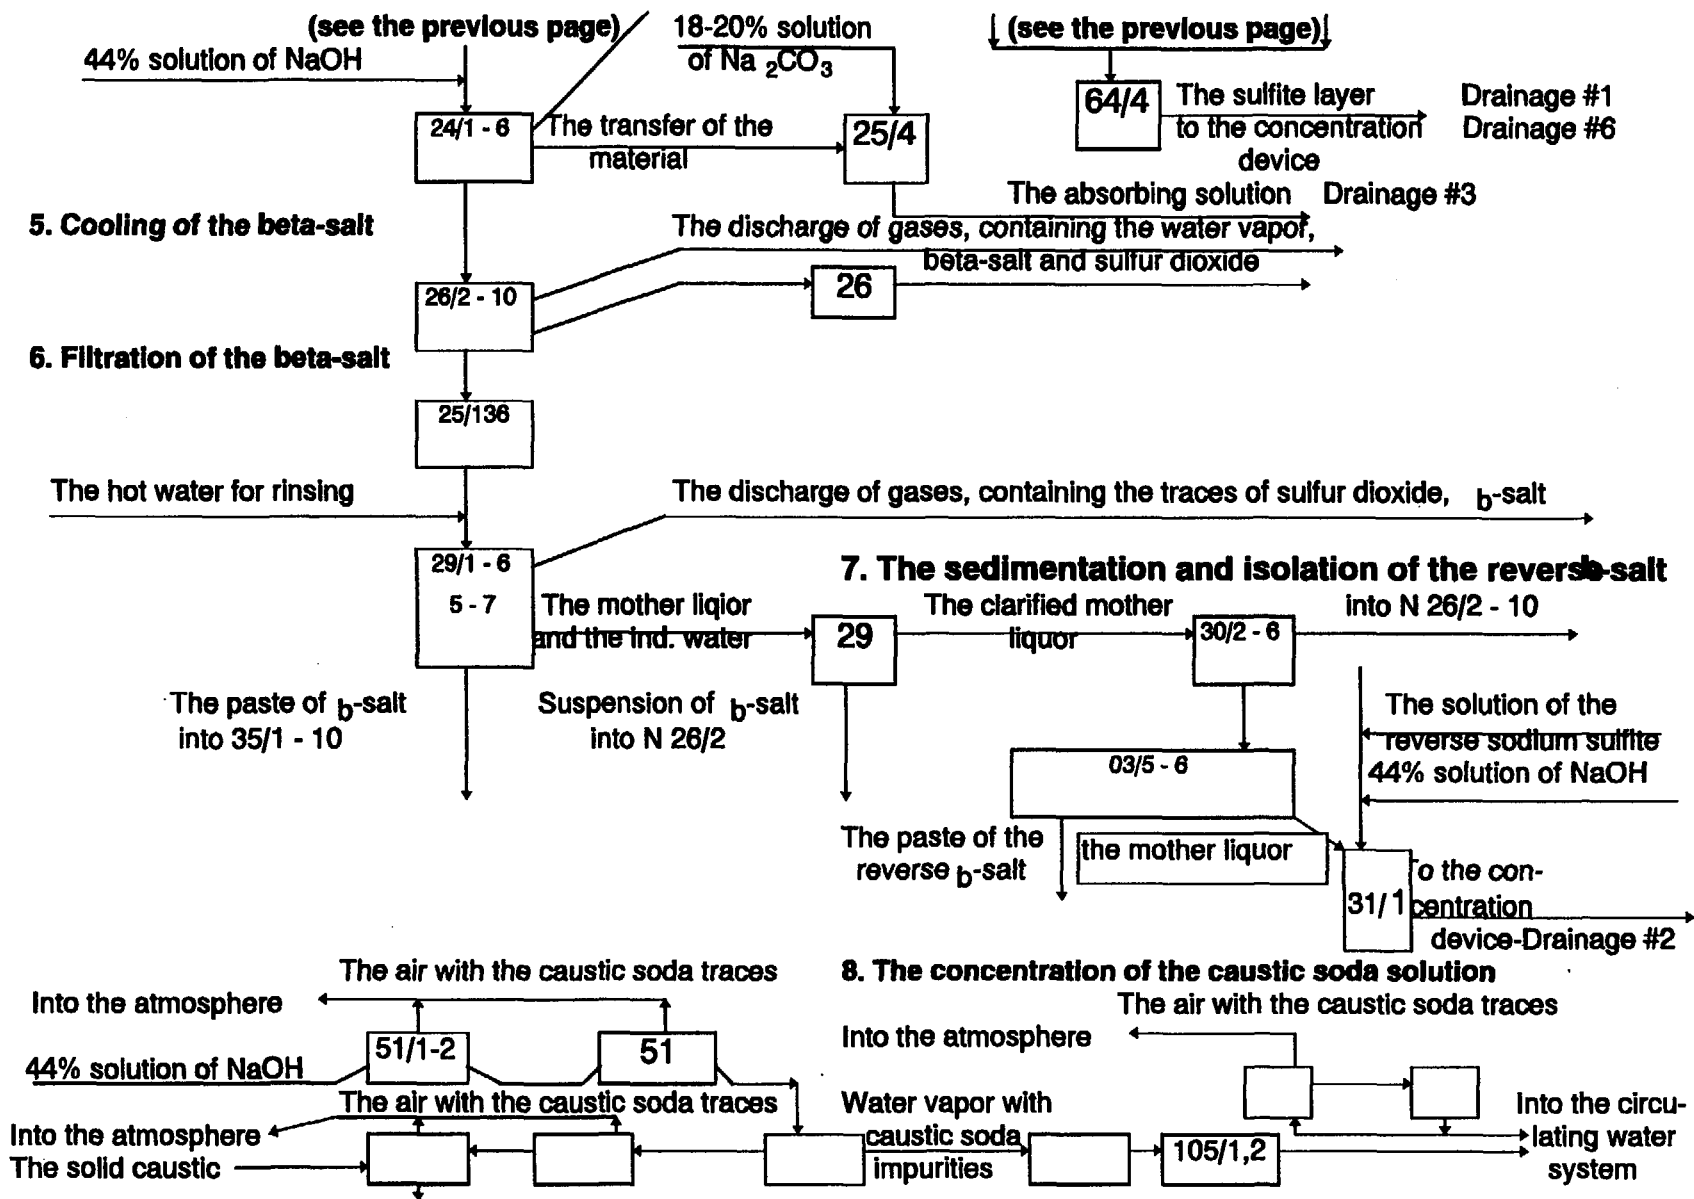 (see the previous page)
18-20% solution
of Na 2CO3
(see the previous page)
44% solution of NaOH
24/1 - 6
The transfer of the
material
25/4
64/4
The sulfite layer
to the concentration
device
Drainage #1
Drainage #6
The absorbing solution
Drainage #3
5. Cooling of the beta-salt
The discharge of gases, containing the water vapor,
beta-salt and sulfur dioxide
26/2 - 10
26
6. Filtration of the beta-salt
25/136
The hot water for rinsing
The discharge of gases, containing the traces of sulfur dioxide, b-salt
29/1 - 6
5 - 7
7. The sedimentation and isolation of the reverse b-salt
The mother liqior
and the ind. water
29
The clarified mother
liquor
30/2 - 6
into N 26/2 - 10
The paste of b-salt
into 35/1 - 10
Suspension of b-salt
into N 26/2
The solution of the
reverse sodium sulfite
44% solution of NaOH
03/5 - 6
The paste of the
reverse b-salt
the mother liquor
31/1
To the con-
centration
device-Drainage #2
The air with the caustic soda traces
Into the atmosphere
51/1-2
51
44% solution of NaOH
The air with the caustic soda traces
Into the atmosphere
The solid caustic
8. The concentration of the caustic soda solution
The air with the caustic soda traces
Into the atmosphere
Water vapor with
caustic soda
impurities
105/1,2
Into the circu-
lating water
system